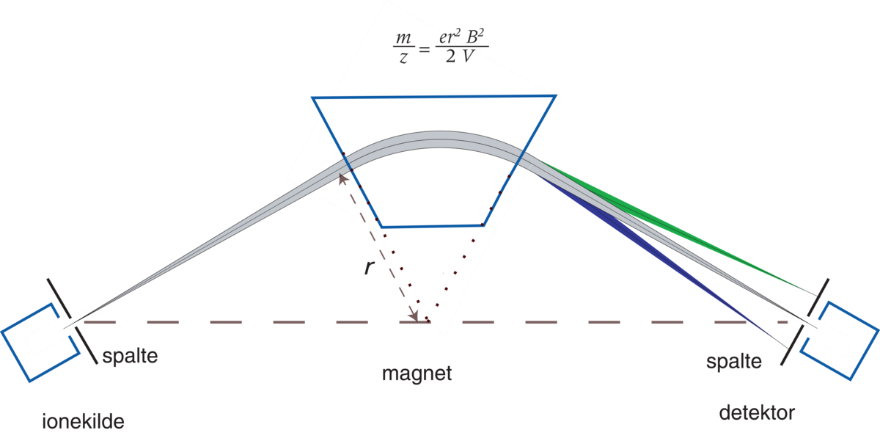 m/z = er² B² / 2 V
r
spalte
spalte
magnet
ionekilde
detektor